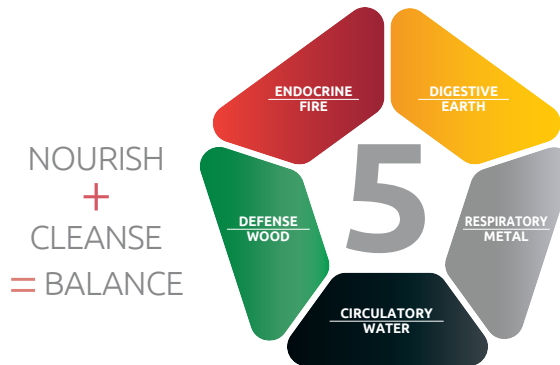 NOURISH
+
CLEANSE
= BALANCE
ENDOCRINE
FIRE
DIGESTIVE
EARTH
DEFENSE
WOOD
5
RESPIRATORY
METAL
CIRCULATORY
WATER